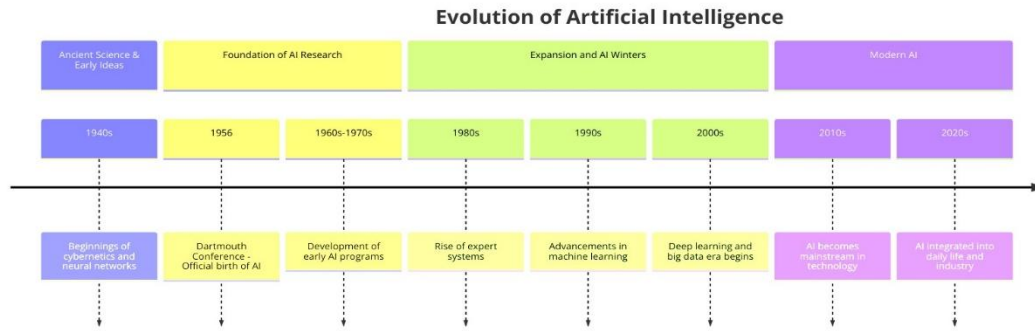 Evolution of Artificial Intelligence
Ancient Science &
Early Ideas
Foundation of AI Research
Expansion and AI Winters
Modern AI
1940s
1956
1960s-1970s
1980s
1990s
2000s
2010s
2020s
Beginnings of
cybernetics and
neural networks
Dartmouth
Conference -
Official birth of AI
Development of
early AI programs
Rise of expert
systems
Advancements in
machine learning
Deep learning and
big data era begins
AI becomes
mainstream in
technology
AI integrated into
daily life and
industry